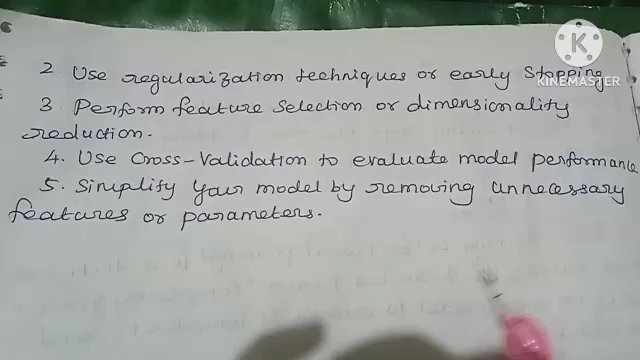 2. Use regularization techniques or early stopping
3. Perform feature selection or dimensionality
reduction.
4. Use Cross-Validation to evaluate model performance
5. Simplify your model by removing unnecessary
features or parameters.
KINEMASTER